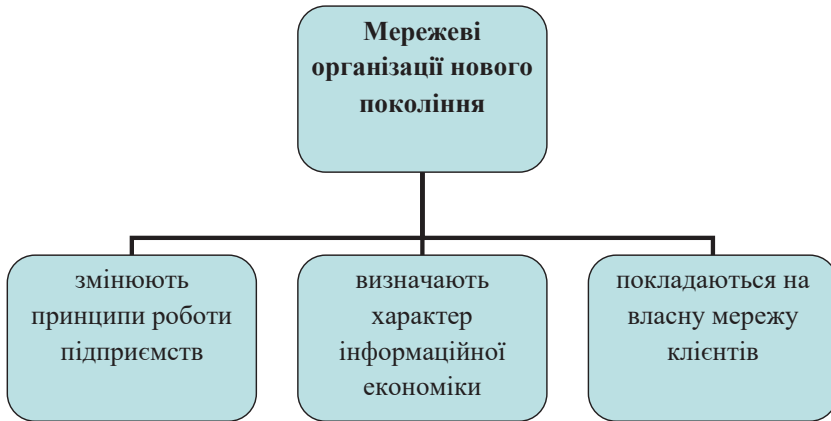 Мережеві
організації нового
покоління
змінюють
принципи роботи
підприємств
визначають
характер
інформаційної
економіки
покладаються на
власну мережу
клієнтів